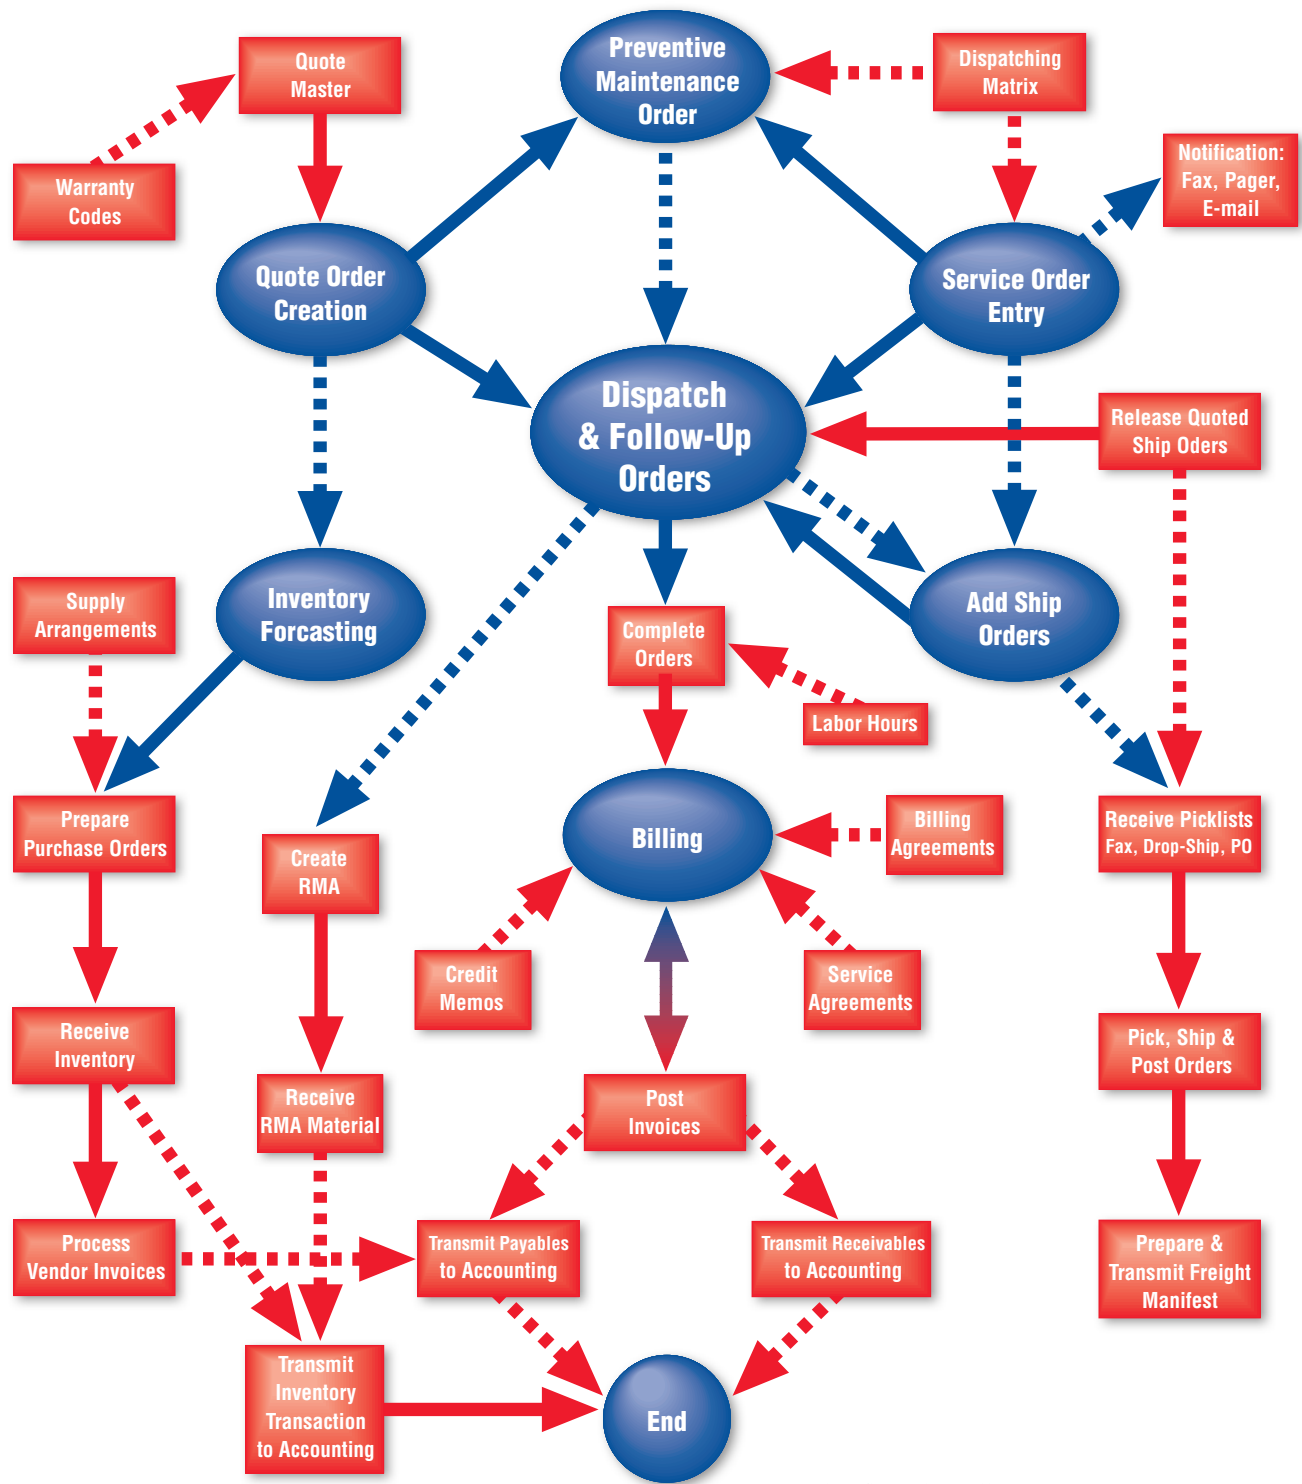 Quote
Master
Preventive
Maintenance
Order
Dispatching
Matrix
Notification:
Fax, Pager,
E-mail
Warranty
Codes
Quote Order
Creation
Service Order
Entry
Dispatch
& Follow-Up
Orders
Release Quoted
Ship Oders
Supply
Arrangements
Inventory
Forcasting
Complete
Orders
Add Ship
Orders
Labor Hours
Prepare
Purchase Orders
Create
RMA
Billing
Billing
Agreements
Receive Picklists
Fax, Drop-Ship, PO
Credit
Memos
Service
Agreements
Receive
Inventory
Receive
RMA Material
Post
Invoices
Pick, Ship &
Post Orders
Process
Vendor Invoices
Transmit Payables
to Accounting
Transmit Receivables
to Accounting
Prepare &
Transmit Freight
Manifest
Transmit
Inventory
Transaction
to Accounting
End